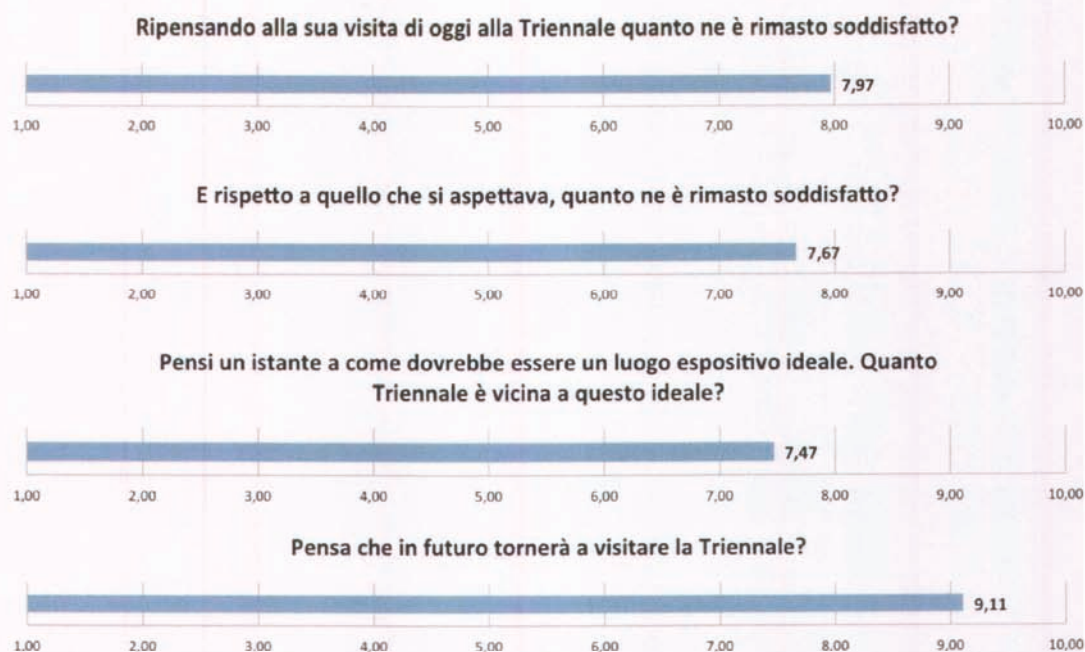 Ripensando alla sua visita di oggi alla Triennale quanto ne è rimasto soddisfatto?
7,97
1,00 2,00 3,00 4,00 5,00 6,00 7,00 8,00 9,00 10,00
E rispetto a quello che si aspettava, quanto ne è rimasto soddisfatto?
7,67
1,00 2,00 3,00 4,00 5,00 6,00 7,00 8,00 9,00 10,00
Pensi un istante a come dovrebbe essere un luogo espositivo ideale. Quanto
Triennale è vicina a questo ideale?
7,47
1,00 2,00 3,00 4,00 5,00 6,00 7,00 8,00 9,00 10,00
Pensa che in futuro tornerà a visitare la Triennale?
9,11
1,00 2,00 3,00 4,00 5,00 6,00 7,00 8,00 9,00 10,00